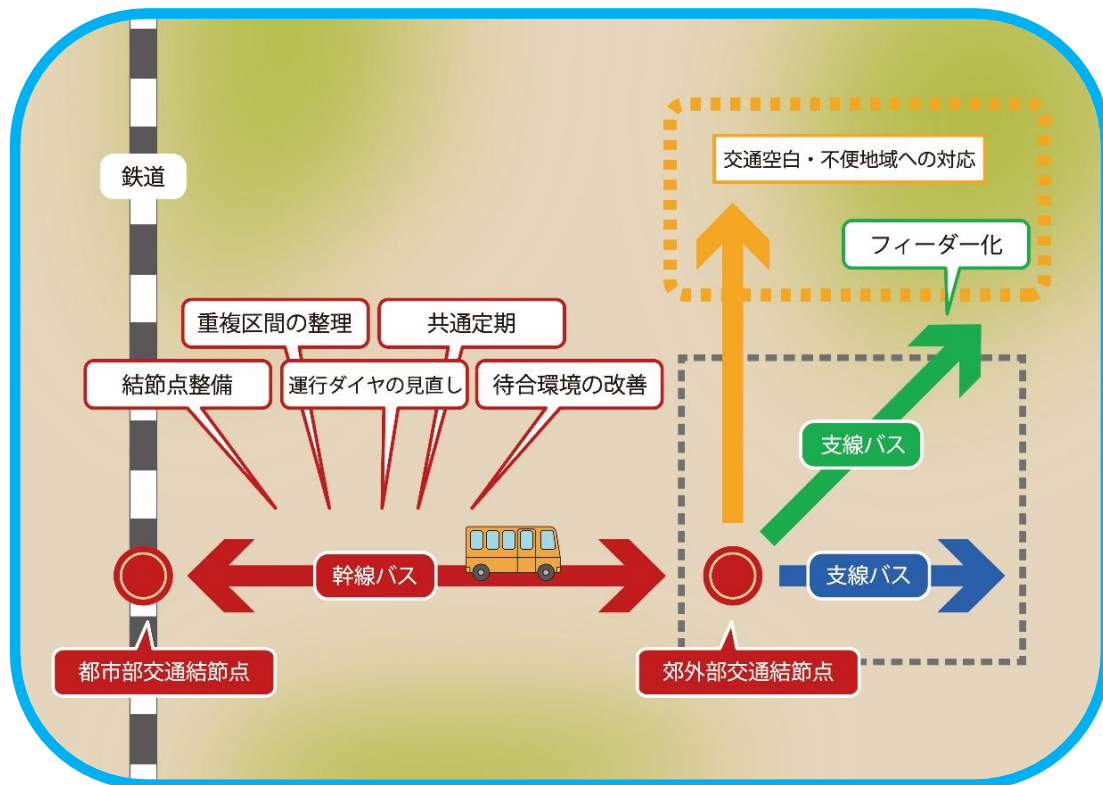 交通空白・不便地域への対応
鉄道
フィーダー化
重複区間の整理
共通定期
結節点整備
運行ダイヤの見直し
待合環境の改善
支線バス
幹線バス
支線バス
都市部交通結節点
郊外部交通結節点